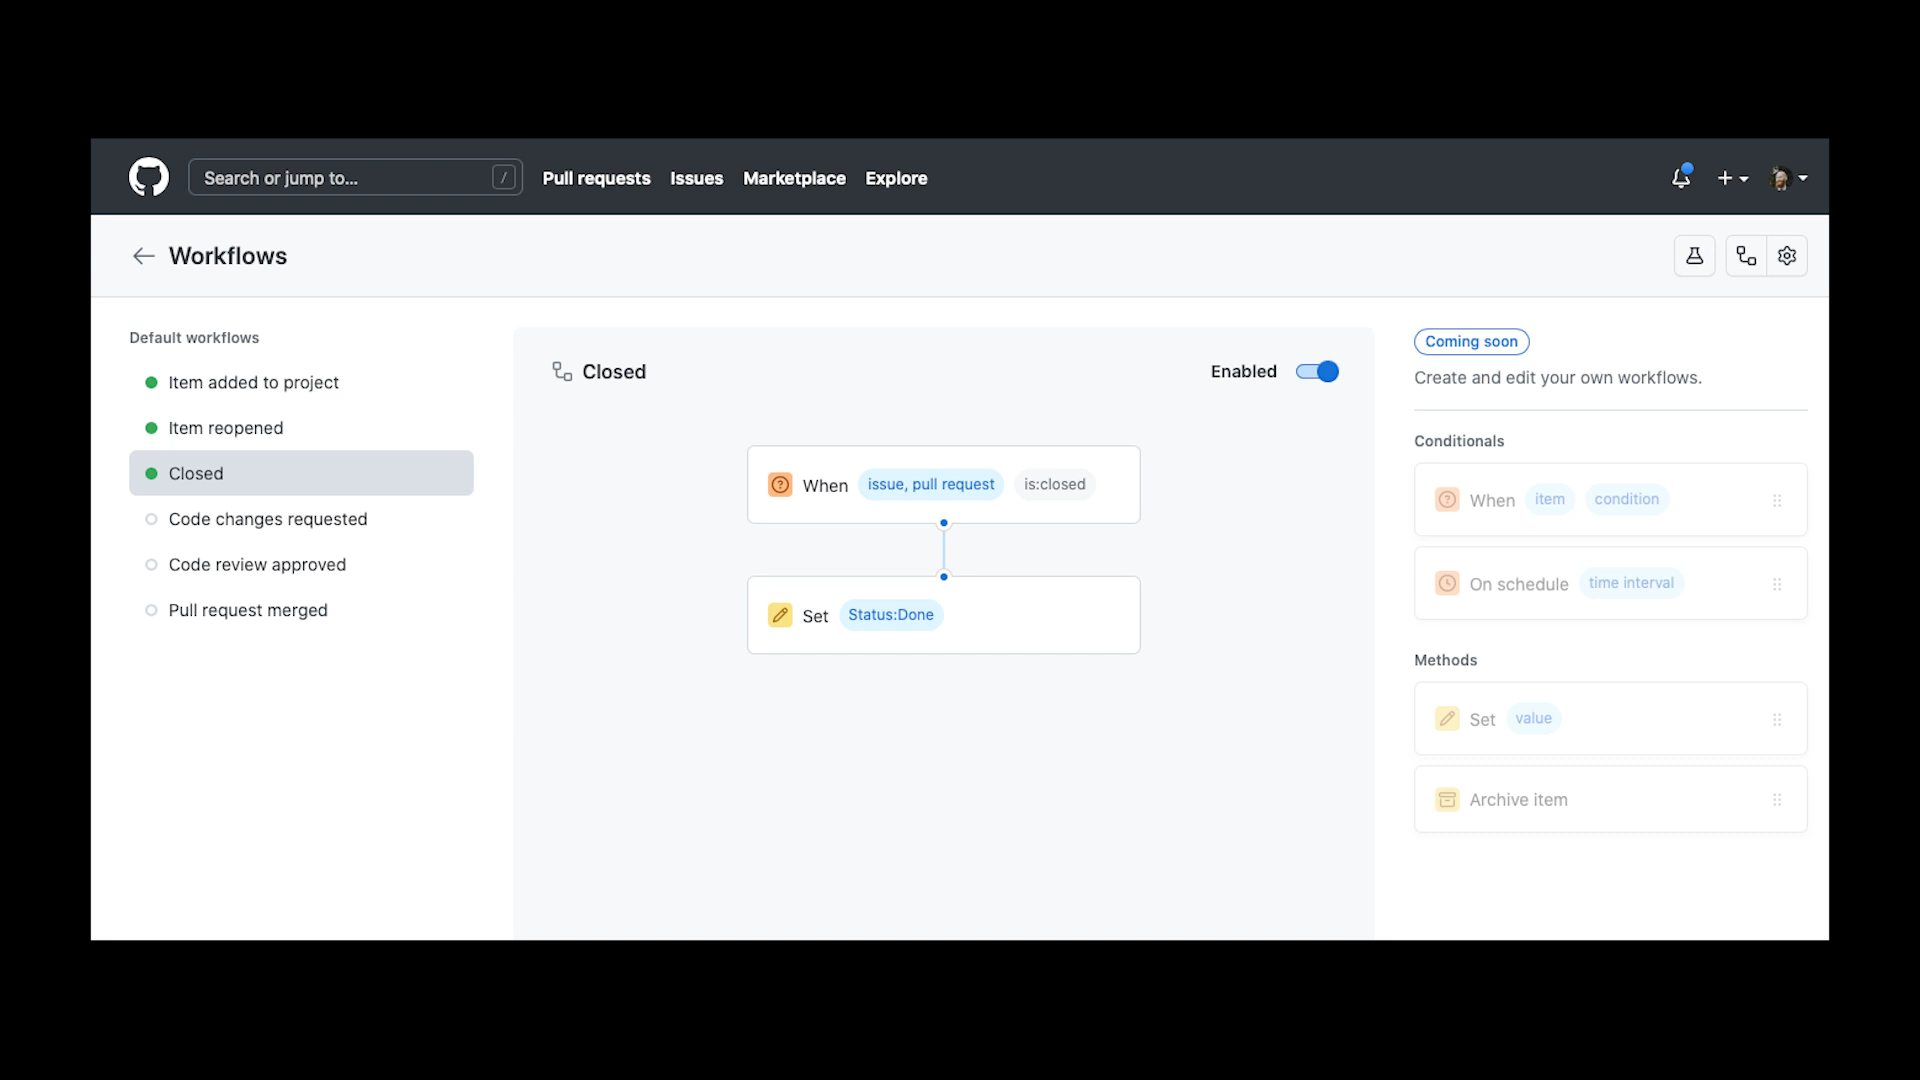 Search or jump to... /
Pull requests Issues Marketplace Explore
Workflows
Default workflows
Item added to project
Item reopened
Closed
Code changes requested
Code review approved
Pull request merged
Closed Enabled
When issue, pull request is:closed
Set Status:Done
Coming soon
Create and edit your own workflows.
Conditionals
When item condition
On schedule time interval
Methods
Set value
Archive item